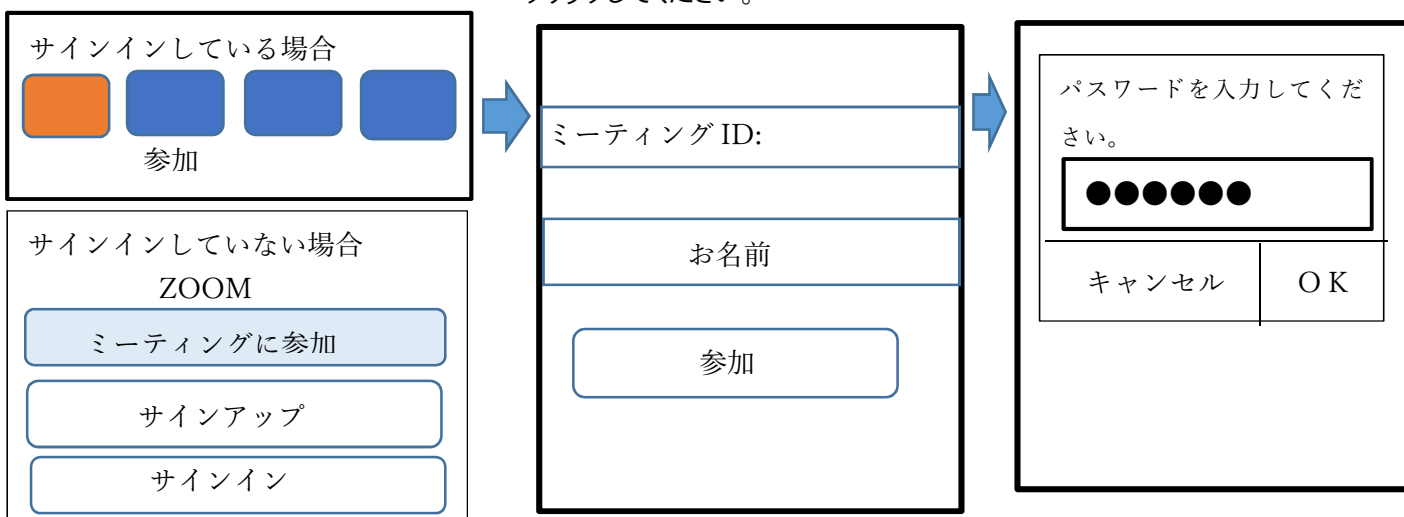 サインインしている場合
参加
サインインしていない場合
ZOOM
ミーティングに参加
サインアップ
サインイン
ミーティング ID:
お名前
参加
パスワードを入力してくだ
さい。
●●●●●●
キャンセル
O K